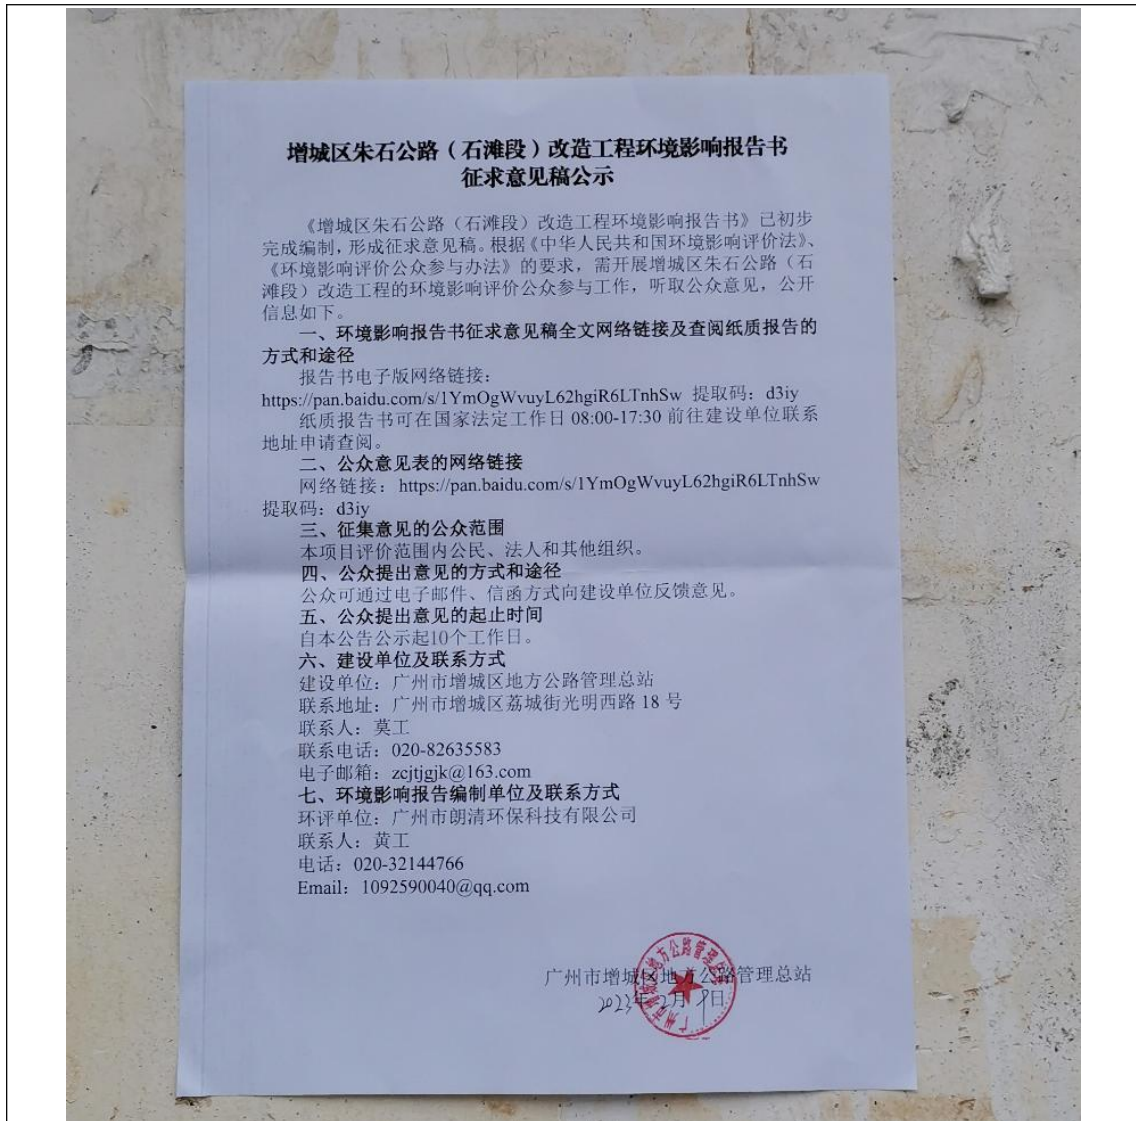 增城区朱石公路（石滩段）改造工程环境影响报告书
征求意见稿公示
《增城区朱石公路（石滩段）改造工程环境影响报告书》已初步
完成编制，形成征求意见稿。根据《中华人民共和国环境影响评价法》、
《环境影响评价公众参与办法》的要求，需开展增城区朱石公路（石
滩段）改造工程的环境影响评价公众参与工作，听取公众意见，公开
信息如下。
一、环境影响报告书征求意见稿全文网络链接及查阅纸质报告的
方式和途径
报告书电子版网络链接：
https://pan.baidu.com/s/1YmOgWvuyL62hgiR6LTnhSw 提取码：d3iy
纸质报告书可在国家法定工作日 08:00-17:30 前往建设单位联系
地址申请查阅。
二、公众意见表的网络链接
网络链接：https://pan.baidu.com/s/1YmOgWvuyL62hgiR6LTnhSw
提取码：d3iy
三、征集意见的公众范围
本项目评价范围内公民、法人和其他组织。
四、公众提出意见的方式和途径
公众可通过电子邮件、信函方式向建设单位反馈意见。
五、公众提出意见的起止时间
自本公告公示起10个工作日。
六、建设单位及联系方式
建设单位：广州市增城区地方公路管理总站
联系地址：广州市增城区荔城街光明西路 18 号
联系人：莫工
联系电话：020-82635583
电子邮箱：zcjtjgjk@163.com
七、环境影响报告编制单位及联系方式
环评单位：广州市朗清环保科技有限公司
联系人：黄工
电话：020-32144766
Email：1092590040@qq.com
广州市增城区地方公路管理总站
2023年2月9日
广州市增城区地方公路管理总站